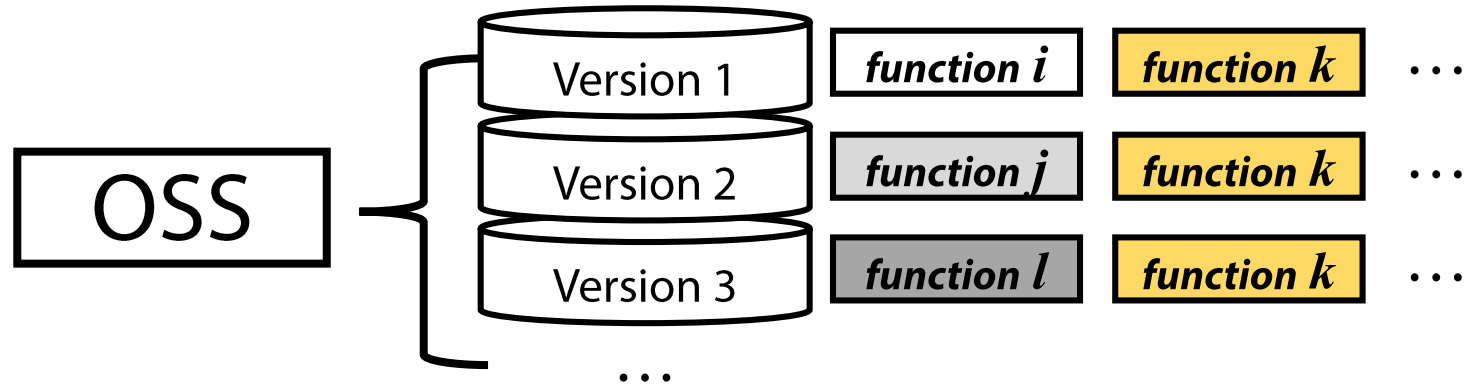 OSS
Version 1 function i function k ...
Version 2 function j function k ...
Version 3 function l function k ...
...